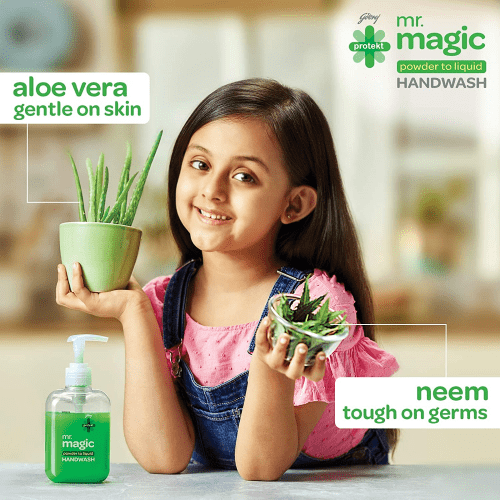 Godrej
protekt
mr.
magic
powder to liquid
HANDWASH
aloe vera
gentle on skin
neem
tough on germs
mr.
magic
powder to liquid
HANDWASH